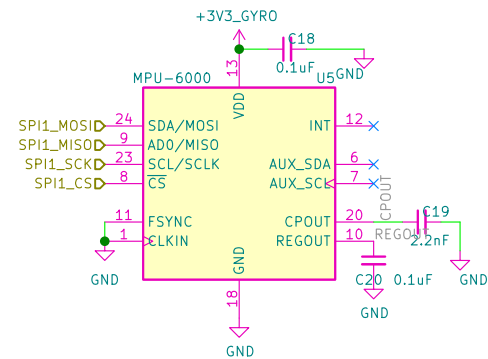 +3V3_GYRO
C18
0.1uF
GND
MPU-6000
U5
13
VDD
SPI1_MOSI
24
SDA/MOSI
INT
12
SPI1_MISO
9
AD0/MISO
SPI1_SCK
23
SCL/SCLK
AUX_SDA
6
SPI1_CS
8
CS
AUX_SCL
7
CPOUT
11
FSYNC
CPOUT
20
C19
2.2nF
1
CLKIN
REGOUT
10
REGOUT
GND
GND
GND
C20
0.1uF
18
GND
GND